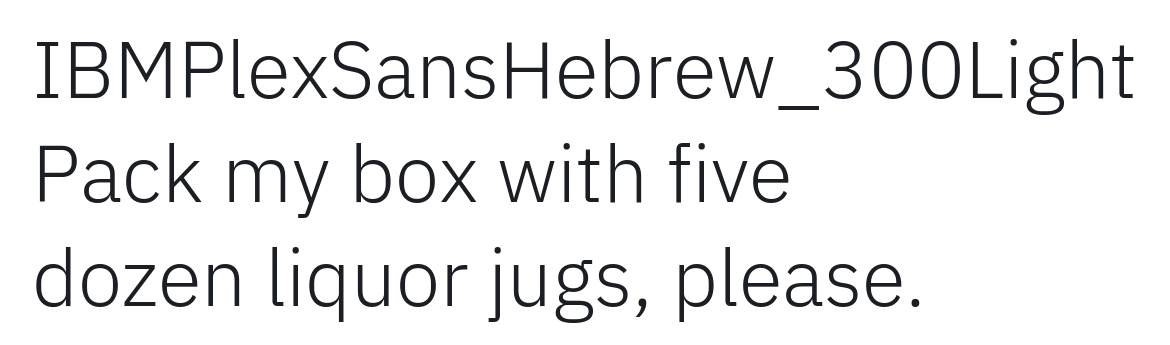 IBMPlexSansHebrew_300Light
Pack my box with five
dozen liquor jugs, please.